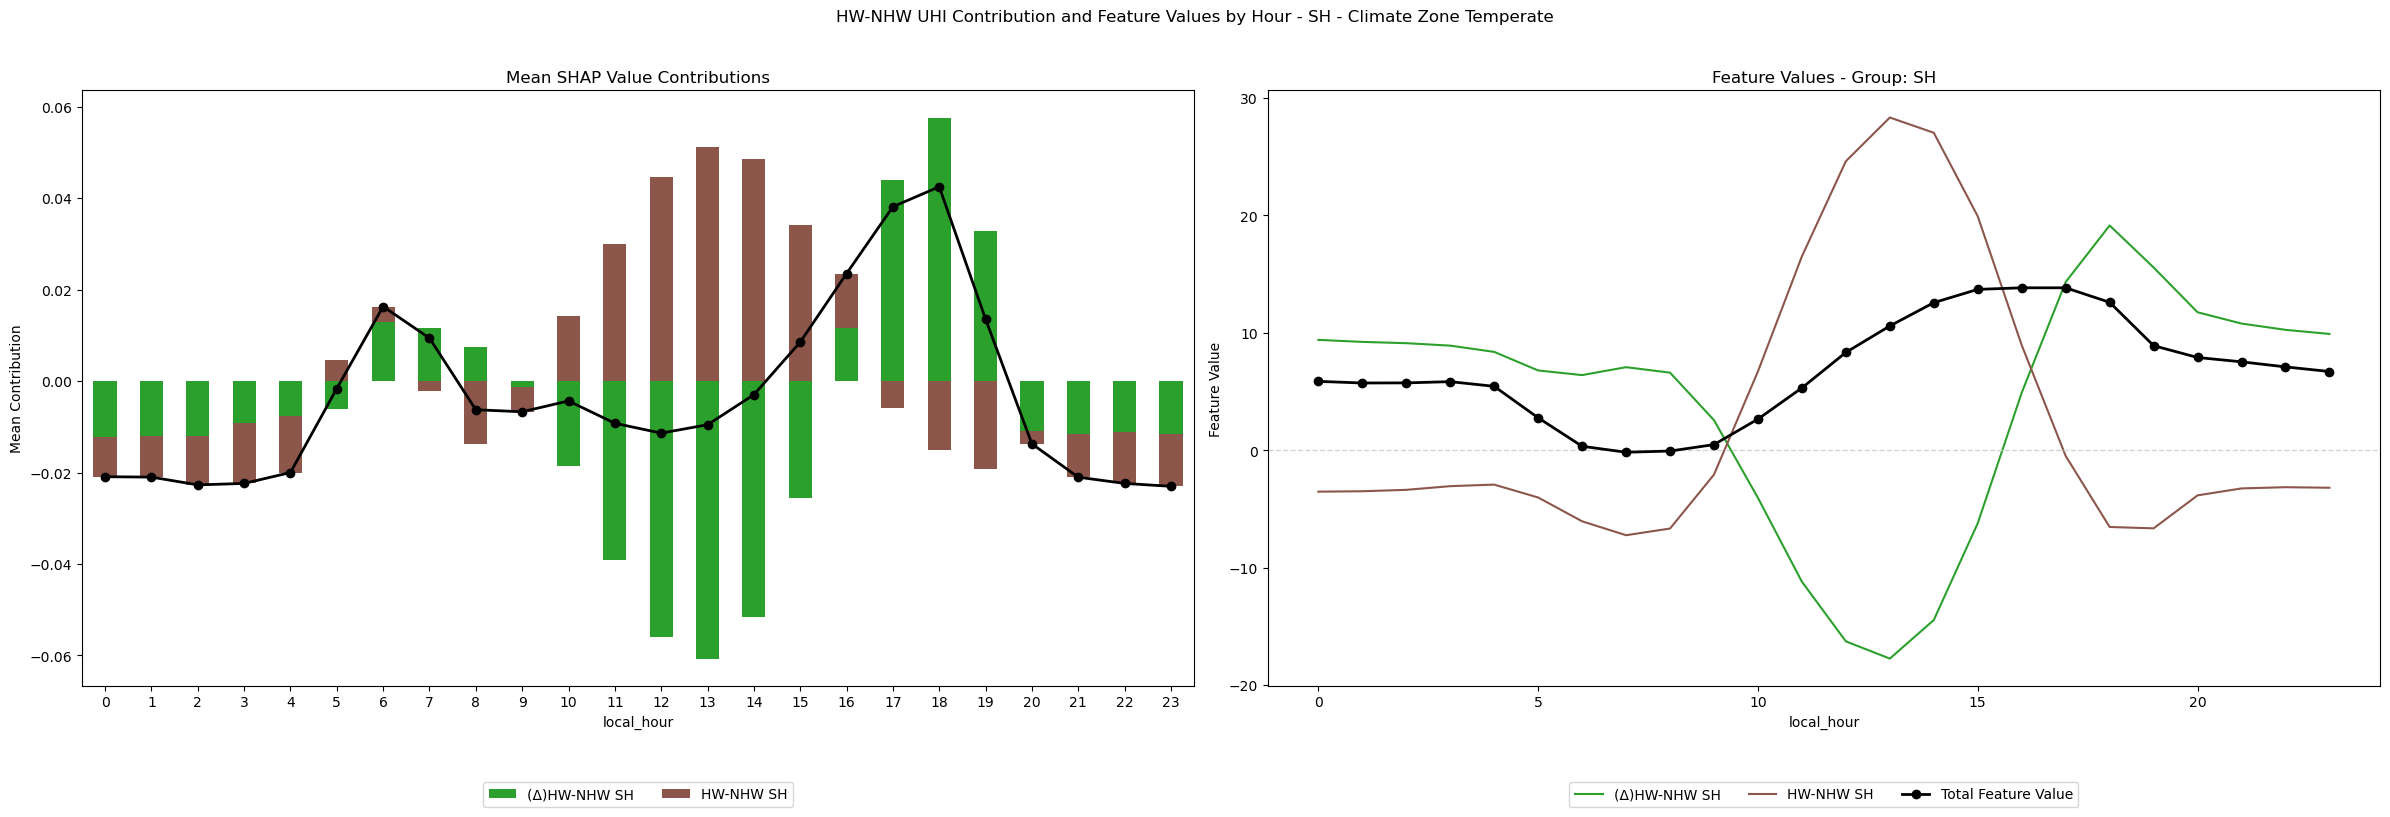 HW-NHW UHI Contribution and Feature Values by Hour - SH - Climate Zone Temperate
Mean SHAP Value Contributions
Mean Contribution
0.06
0.04
0.02
0.00
−0.02
−0.04
−0.06
0 1 2 3 4 5 6 7 8 9 10 11 12 13 14 15 16 17 18 19 20 21 22 23
local_hour
(Δ)HW-NHW SH HW-NHW SH
Feature Values - Group: SH
Feature Value
30
20
10
0
−10
−20
0 5 10 15 20
local_hour
(Δ)HW-NHW SH HW-NHW SH Total Feature Value